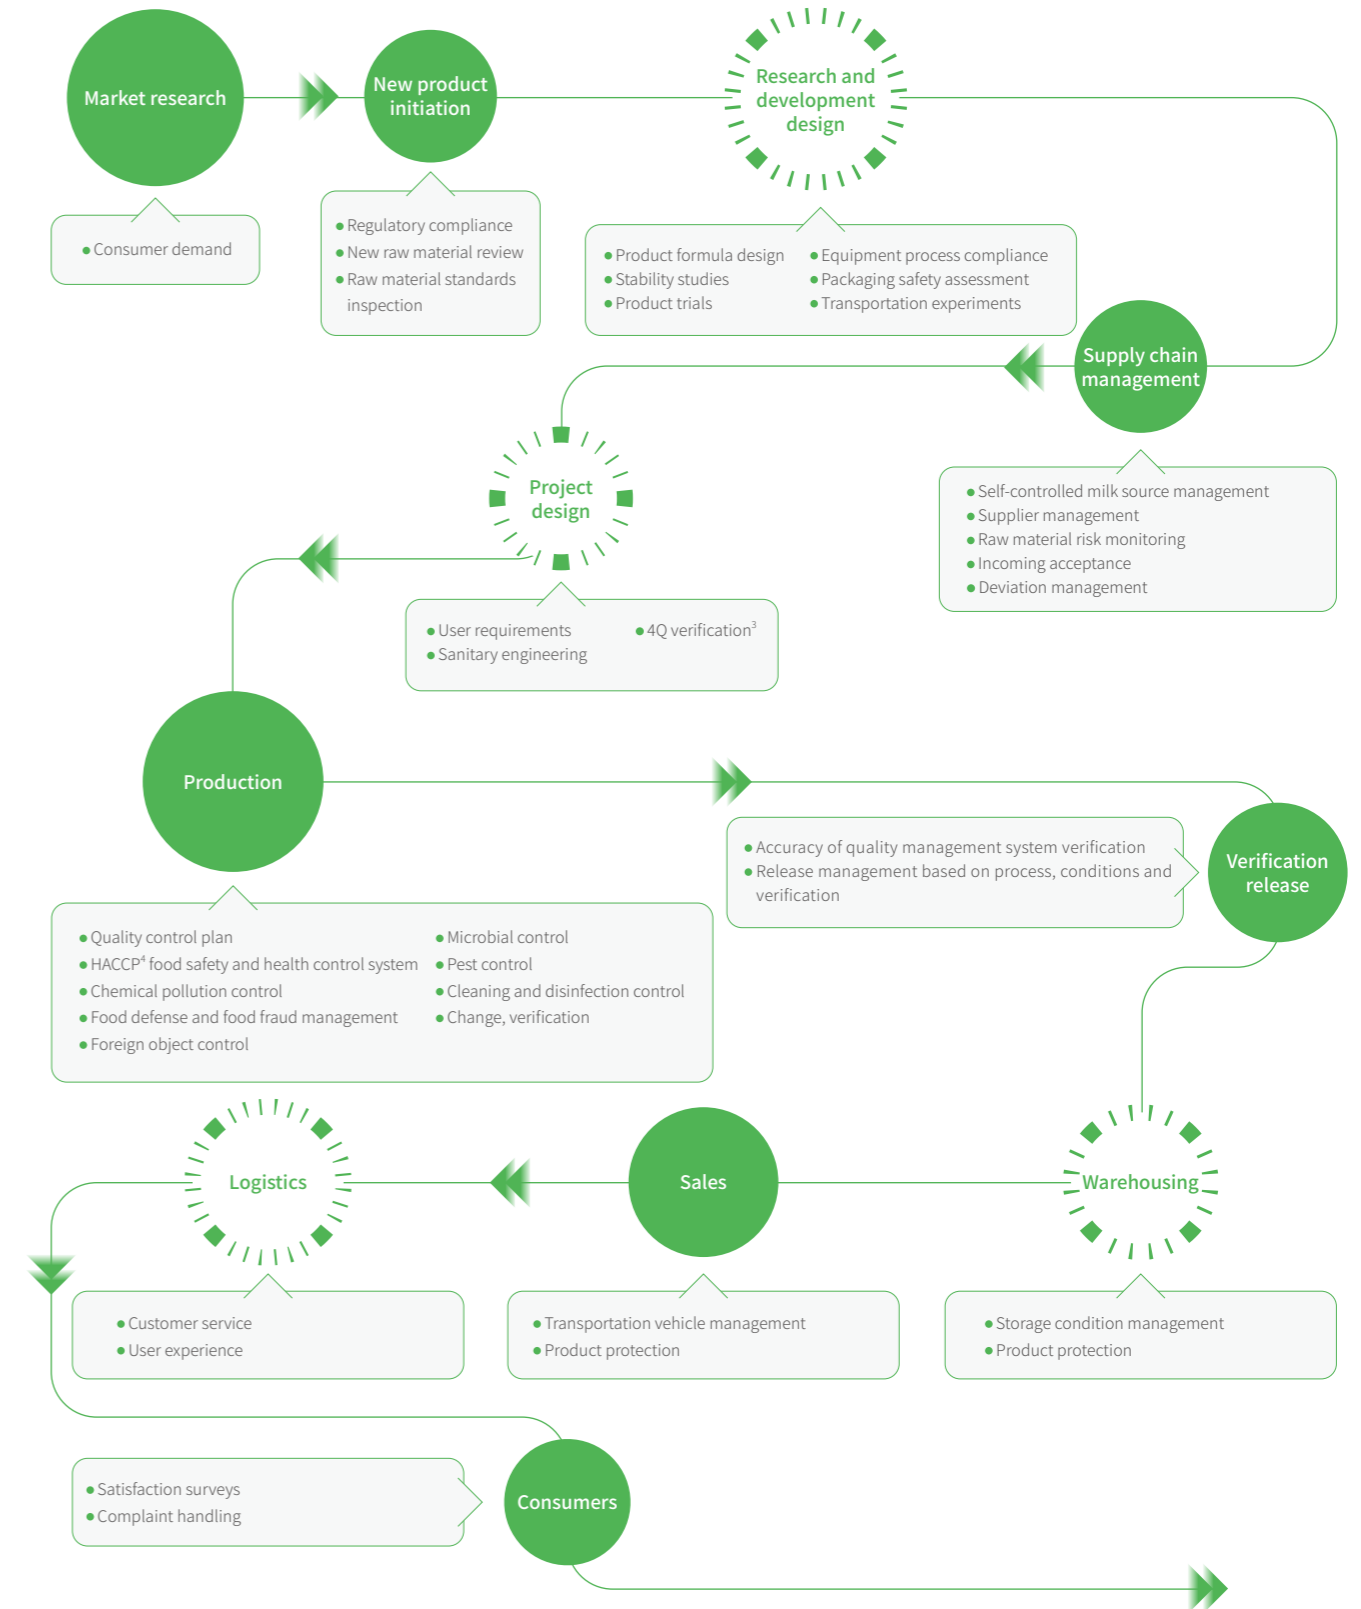 Market research
Consumer demand
New product
initiation
Regulatory compliance
New raw material review
Raw material standards
inspection
Research and
development
design
Product formula design
Stability studies
Product trials
Equipment process compliance
Packaging safety assessment
Transportation experiments
Supply chain
management
Self-controlled milk source management
Supplier management
Raw material risk monitoring
Incoming acceptance
Deviation management
Project
design
User requirements
Sanitary engineering
4Q verification³
Production
Quality control plan
HACCP⁴ food safety and health control system
Chemical pollution control
Food defense and food fraud management
Foreign object control
Microbial control
Pest control
Cleaning and disinfection control
Change, verification
Verification
release
Accuracy of quality management system verification
Release management based on process, conditions and
verification
Warehousing
Storage condition management
Product protection
Sales
Transportation vehicle management
Product protection
Logistics
Customer service
User experience
Consumers
Satisfaction surveys
Complaint handling